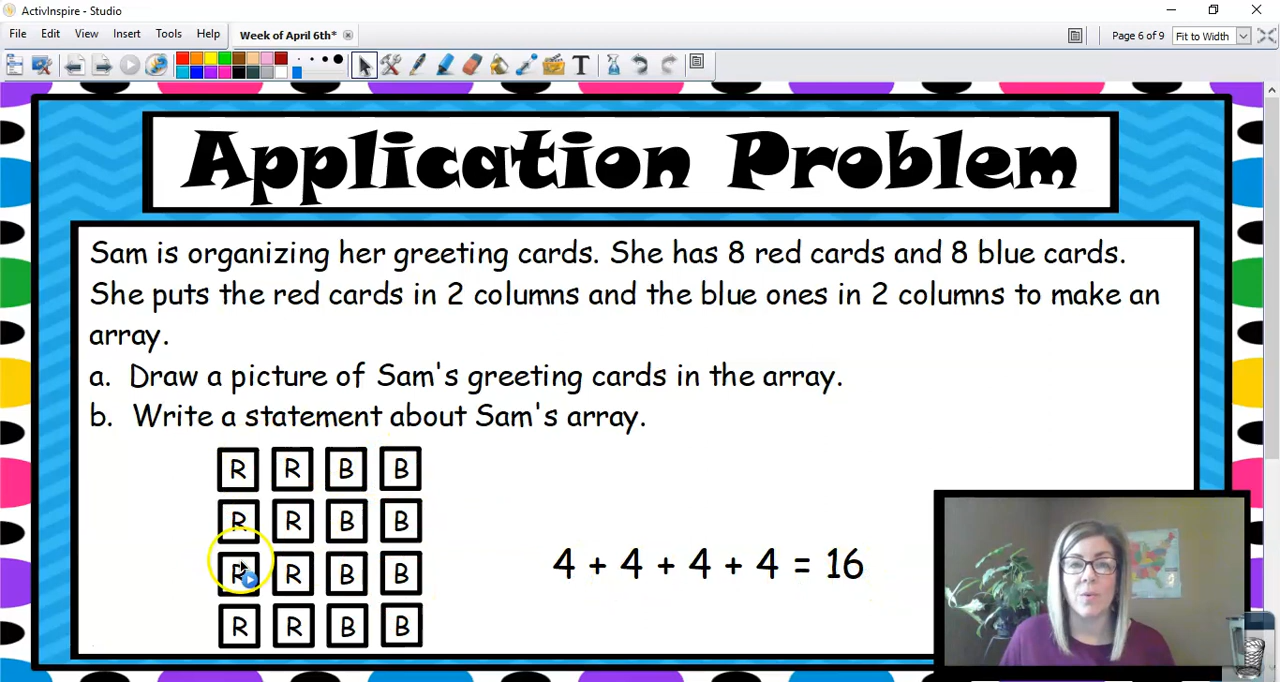 ActivInspire - Studio
File Edit View Insert Tools Help Week of April 6th* Page 6 of 9 Fit to Width
Application Problem
Sam is organizing her greeting cards. She has 8 red cards and 8 blue cards.
She puts the red cards in 2 columns and the blue ones in 2 columns to make an
array.
a. Draw a picture of Sam's greeting cards in the array.
b. Write a statement about Sam's array.
R R B B
R R B B
R R B B
R R B B
4 + 4 + 4 + 4 = 16